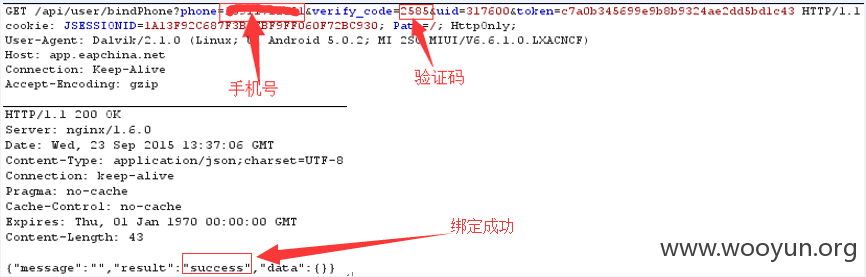 GET /api/user/bindPhone?phone=&verify_code=2585&uid=317600&token=c7a0b345699e9b8b9324ae2dd5bd1c43 HTTP/1.1
cookie: JSESSIONID=1A13F92C687F3B FBF9FF060F72BC930; Path=/; HttpOnly;
User-Agent: Dalvik/2.1.0 (Linux; U; Android 5.0.2; MI 2SC MIUI/V6.6.1.0.LXACNCF)
Host: app.eapchina.net
Connection: Keep-Alive
Accept-Encoding: gzip
手机号
验证码
HTTP/1.1 200 OK
Server: nginx/1.6.0
Date: Wed, 23 Sep 2015 13:37:06 GMT
Content-Type: application/json;charset=UTF-8
Connection: keep-alive
Pragma: no-cache
Cache-Control: no-cache
Expires: Thu, 01 Jan 1970 00:00:00 GMT
Content-Length: 43
绑定成功
{"message":"","result":"success","data":{}}
www.wooyun.org